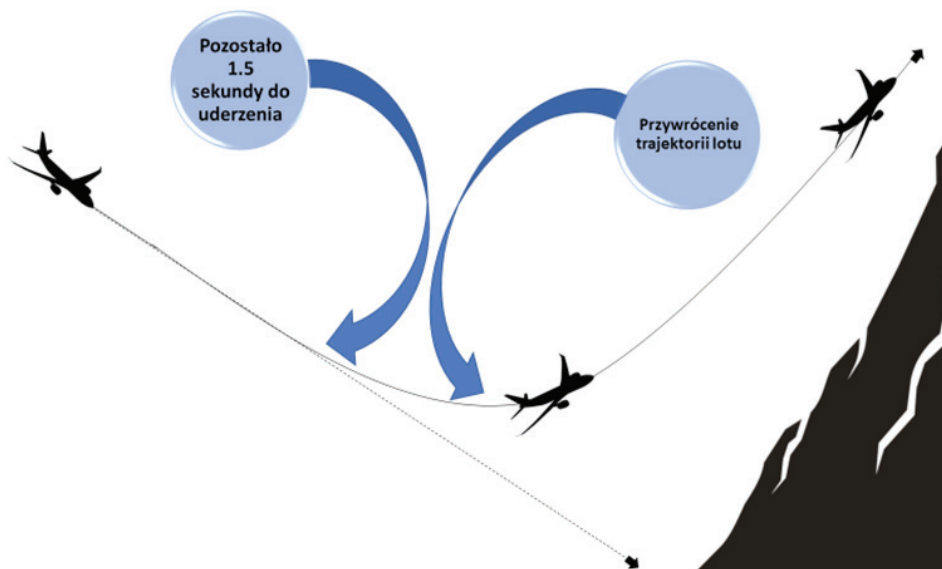 Pozostało
1.5
sekundy do
uderzenia
Przywrócenie
trajektorii lotu